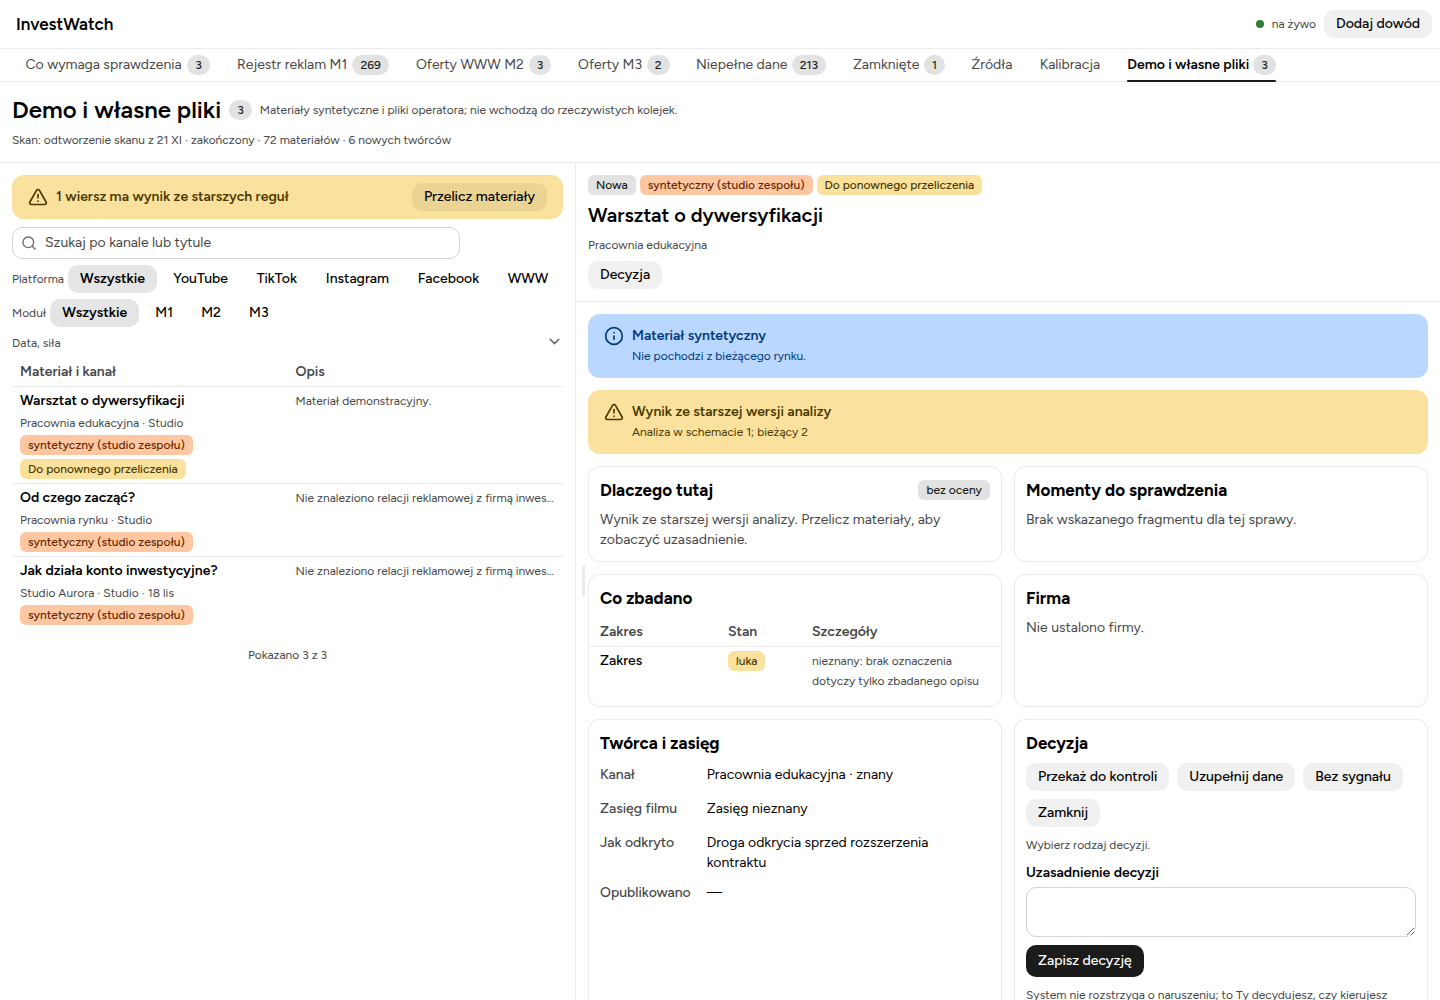 InvestWatch
na żywo
Dodaj dowód
Co wymaga sprawdzenia 3
Rejestr reklam M1 269
Oferty WWW M2 3
Oferty M3 2
Niepełne dane 213
Zamknięte 1
Źródła
Kalibracja
Demo i własne pliki 3
Demo i własne pliki 3 Materiały syntetyczne i pliki operatora; nie wchodzą do rzeczywistych kolejek.
Skan: odtworzenie skanu z 21 XI · zakończony · 72 materiałów · 6 nowych twórców
1 wiersz ma wynik ze starszych reguł
Przelicz materiały
Szukaj po kanale lub tytule
Platforma Wszystkie YouTube TikTok Instagram Facebook WWW
Moduł Wszystkie M1 M2 M3
Data, siła
Materiał i kanał Opis
Warsztat o dywersyfikacji Materiał demonstracyjny.
Pracownia edukacyjna · Studio
syntetyczny (studio zespołu)
Do ponownego przeliczenia
Od czego zacząć? Nie znaleziono relacji reklamowej z firmą inwes...
Pracownia rynku · Studio
syntetyczny (studio zespołu)
Jak działa konto inwestycyjne? Nie znaleziono relacji reklamowej z firmą inwes...
Studio Aurora · Studio · 18 lis
syntetyczny (studio zespołu)
Pokazano 3 z 3
Nowa syntetyczny (studio zespołu) Do ponownego przeliczenia
Warsztat o dywersyfikacji
Pracownia edukacyjna
Decyzja
Materiał syntetyczny
Nie pochodzi z bieżącego rynku.
Wynik ze starszej wersji analizy
Analiza w schemacie 1; bieżący 2
Dlaczego tutaj bez oceny
Wynik ze starszej wersji analizy. Przelicz materiały, aby
zobaczyć uzasadnienie.
Momenty do sprawdzenia
Brak wskazanego fragmentu dla tej sprawy.
Co zbadano
Zakres Stan Szczegóły
Zakres luka nieznany: brak oznaczenia
dotyczy tylko zbadanego opisu
Firma
Nie ustalono firmy.
Twórca i zasięg
Kanał Pracownia edukacyjna · znany
Zasięg filmu Zasięg nieznany
Jak odkryto Droga odkrycia sprzed rozszerzenia
kontraktu
Opublikowano —
Decyzja
Przekaż do kontroli Uzupełnij dane Bez sygnału
Zamknij
Wybierz rodzaj decyzji.
Uzasadnienie decyzji
Zapisz decyzję
System nie rozstrzyga o naruszeniu; to Ty decydujesz, czy kierujesz